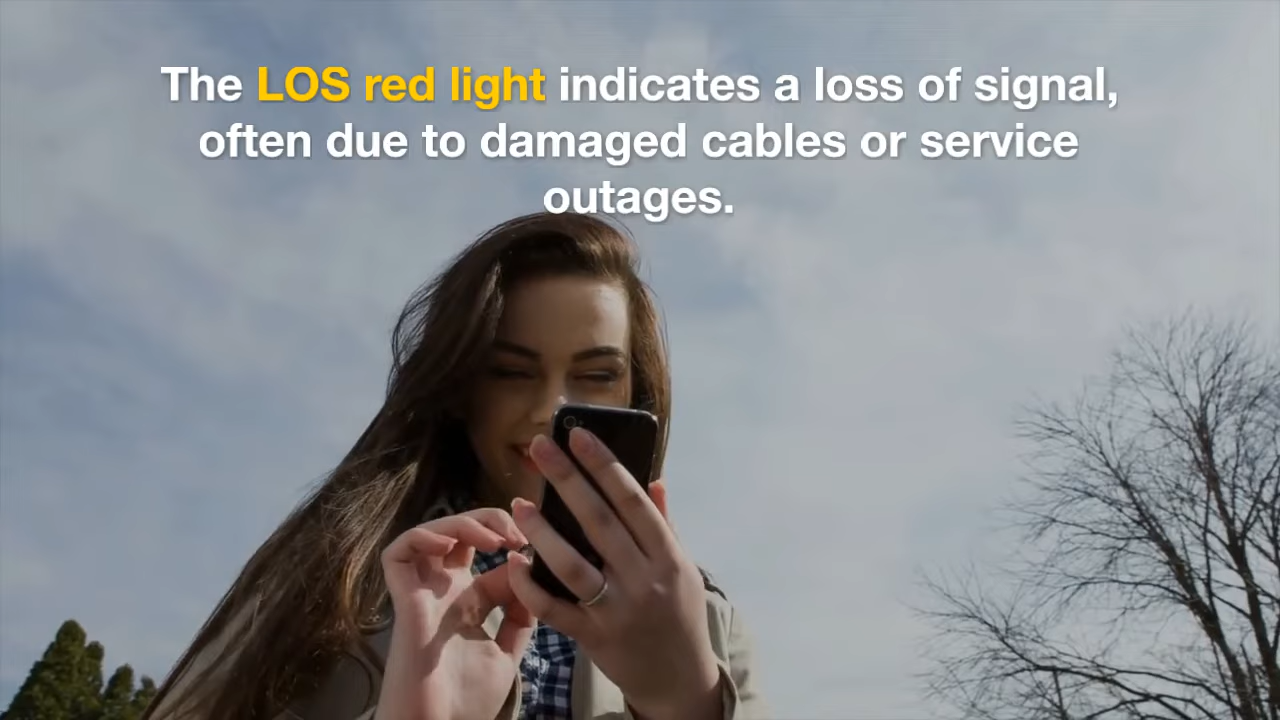 The LOS red light indicates a loss of signal,
often due to damaged cables or service
outages.